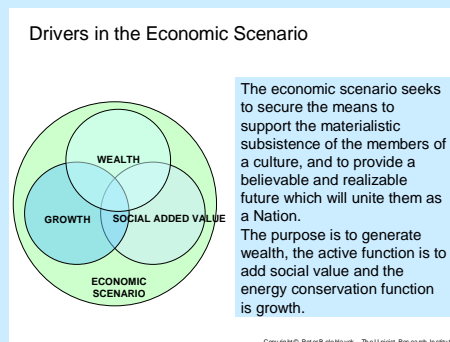 Drivers in the Economic Scenario
WEALTH
GROWTH
SOCIAL ADDED VALUE
ECONOMIC
SCENARIO
The economic scenario seeks
to secure the means to
support the materialistic
subsistence of the members of
a culture, and to provide a
believable and realizable
future which will unite them as
a Nation.
The purpose is to generate
wealth, the active function is to
add social value and the
energy conservation function
is growth.